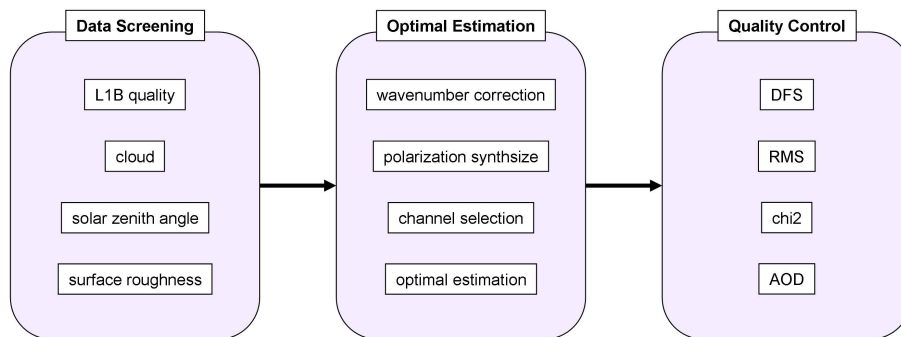 Data Screening
L1B quality
cloud
solar zenith angle
surface roughness
Optimal Estimation
wavenumber correction
polarization synthsize
channel selection
optimal estimation
Quality Control
DFS
RMS
chi2
AOD